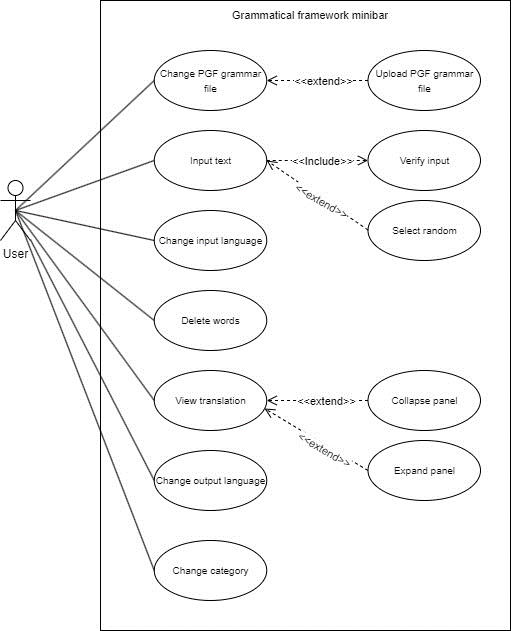 Grammatical framework minibar
Change PGF grammar
file
<<extend>>
Upload PGF grammar
file
Input text
<<Include>>
Verify input
<<extend>>
Select random
User
Change input language
Delete words
View translation
<<extend>>
Collapse panel
<<extend>>
Expand panel
Change output language
Change category